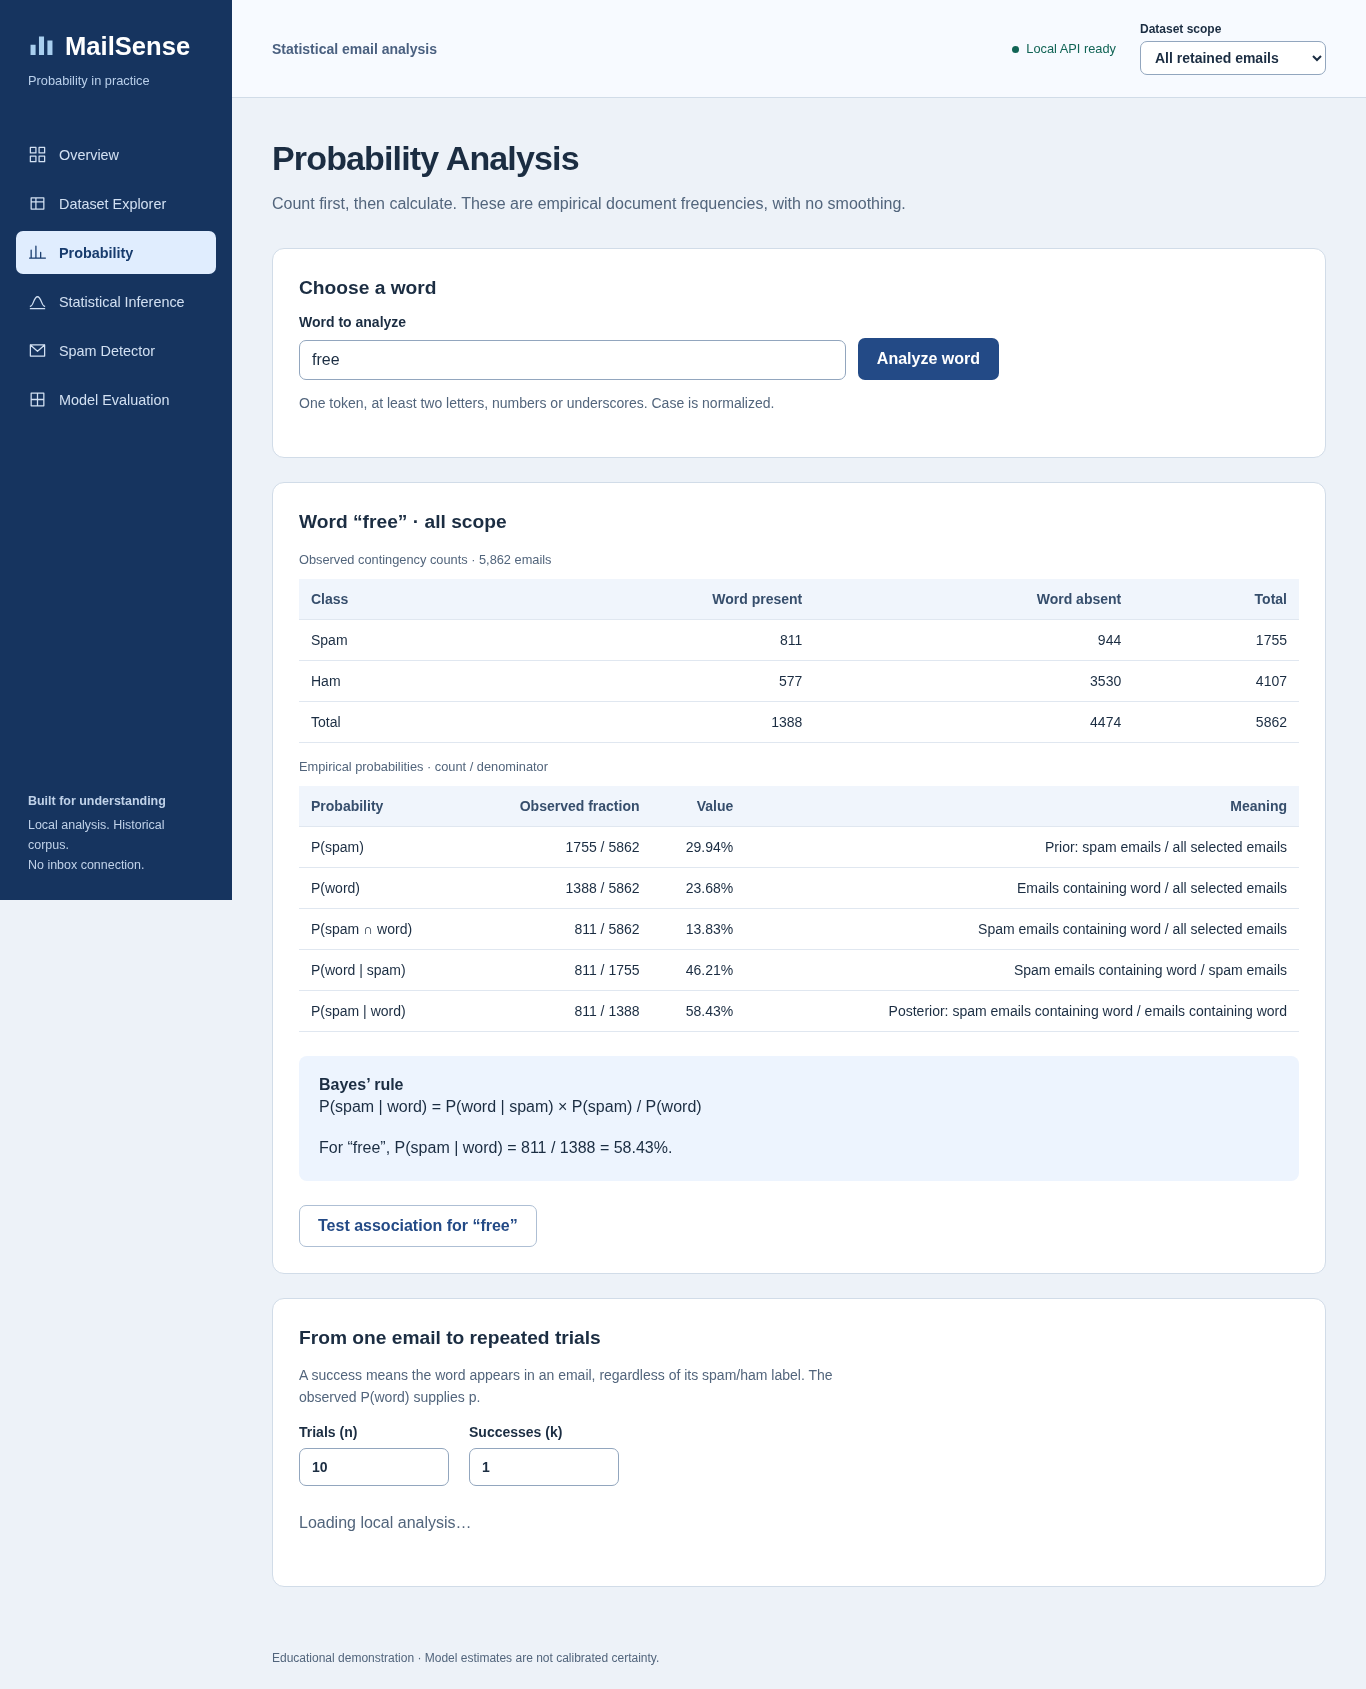 MailSense
Probability in practice
Overview
Dataset Explorer
Probability
Statistical Inference
Spam Detector
Model Evaluation
Built for understanding
Local analysis. Historical
corpus.
No inbox connection.
Statistical email analysis
Local API ready
Dataset scope
All retained emails
Probability Analysis
Count first, then calculate. These are empirical document frequencies, with no smoothing.
Choose a word
Word to analyze
free
Analyze word
One token, at least two letters, numbers or underscores. Case is normalized.
Word “free” · all scope
Observed contingency counts · 5,862 emails
Class Word present Word absent Total
Spam 811 944 1755
Ham 577 3530 4107
Total 1388 4474 5862
Empirical probabilities · count / denominator
Probability Observed fraction Value Meaning
P(spam) 1755 / 5862 29.94% Prior: spam emails / all selected emails
P(word) 1388 / 5862 23.68% Emails containing word / all selected emails
P(spam ∩ word) 811 / 5862 13.83% Spam emails containing word / all selected emails
P(word | spam) 811 / 1755 46.21% Spam emails containing word / spam emails
P(spam | word) 811 / 1388 58.43% Posterior: spam emails containing word / emails containing word
Bayes’ rule
P(spam | word) = P(word | spam) × P(spam) / P(word)
For “free”, P(spam | word) = 811 / 1388 = 58.43%.
Test association for “free”
From one email to repeated trials
A success means the word appears in an email, regardless of its spam/ham label. The
observed P(word) supplies p.
Trials (n) Successes (k)
10 1
Loading local analysis…
Educational demonstration · Model estimates are not calibrated certainty.